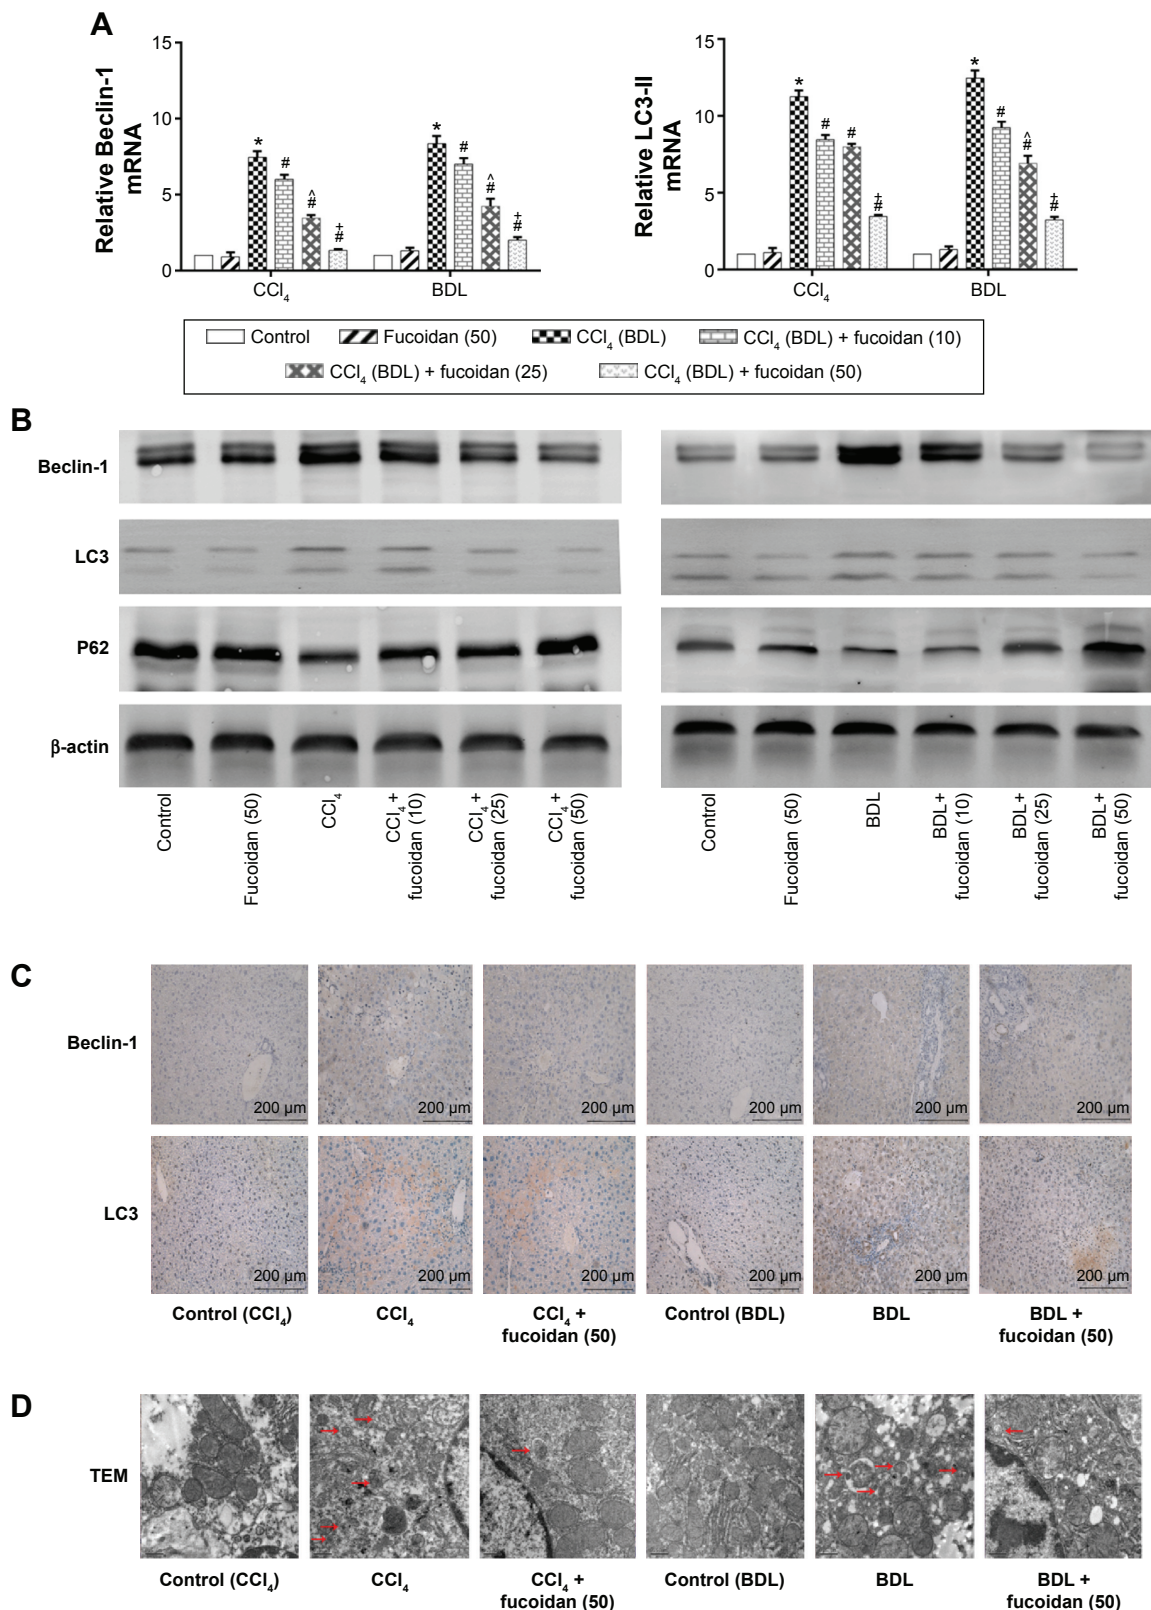 A
Relative Beclin-1
mRNA
15
10
5
0
*
#
^
#
+
#
*
#
^
#
+
#
CCl₄
BDL
Relative LC3-II
mRNA
15
10
5
0
*
#
#
+
#
*
#
^
#
+
#
CCl₄
BDL
Control
Fucoidan (50)
CCl₄ (BDL)
CCl₄ (BDL) + fucoidan (10)
CCl₄ (BDL) + fucoidan (25)
CCl₄ (BDL) + fucoidan (50)
B
Beclin-1
LC3
P62
β-actin
Control
Fucoidan (50)
CCl₄
CCl₄ +
fucoidan (10)
CCl₄ +
fucoidan (25)
CCl₄ +
fucoidan (50)
Control
Fucoidan (50)
BDL
BDL+
fucoidan (10)
BDL+
fucoidan (25)
BDL+
fucoidan (50)
C
Beclin-1
200 µm
200 µm
200 µm
200 µm
200 µm
200 µm
LC3
200 µm
200 µm
200 µm
200 µm
200 µm
200 µm
Control (CCl₄)
CCl₄
CCl₄ +
fucoidan (50)
Control (BDL)
BDL
BDL +
fucoidan (50)
D
TEM
Control (CCl₄)
CCl₄
CCl₄ +
fucoidan (50)
Control (BDL)
BDL
BDL +
fucoidan (50)